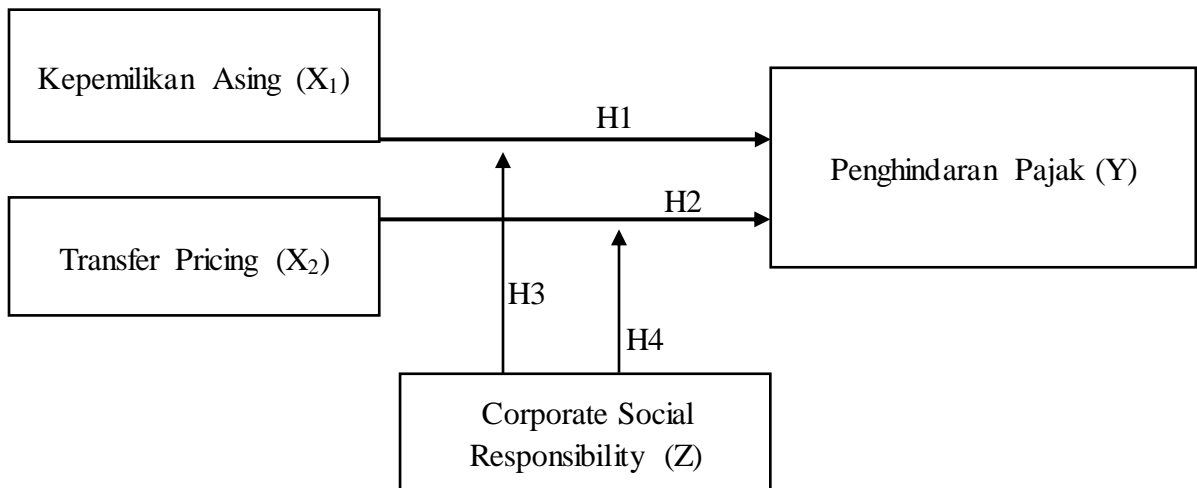 Kepemilikan Asing (X₁)
H1
Penghindaran Pajak (Y)
H2
Transfer Pricing (X₂)
H3
H4
Corporate Social
Responsibility (Z)